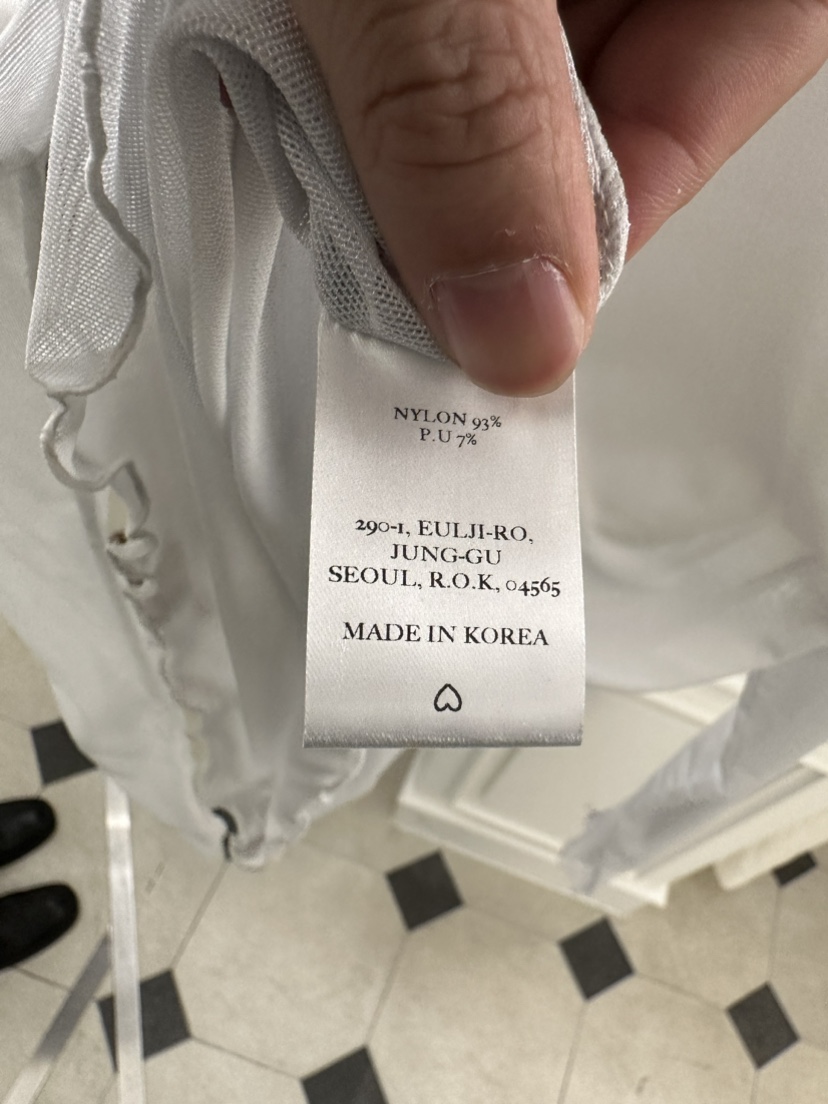 NYLON 93%
P.U 7%
290-1, EULJI-RO,
JUNG-GU
SEOUL, R.O.K, 04565
MADE IN KOREA